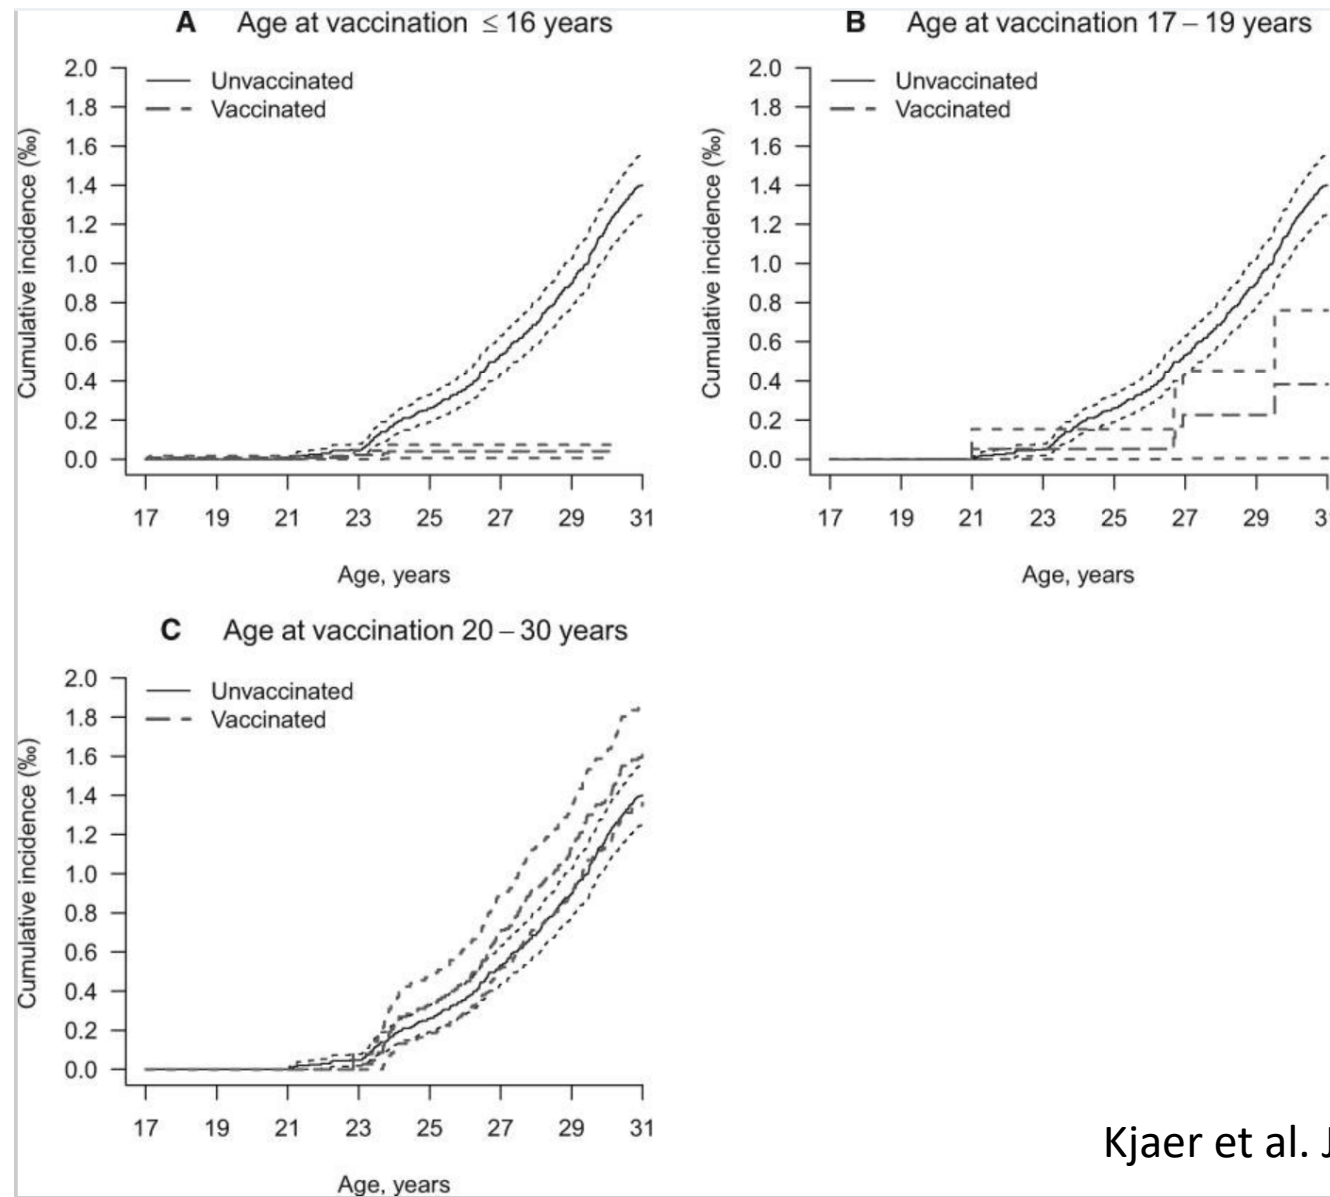 A Age at vaccination ≤ 16 years
2.0
1.8
1.6
1.4
1.2
1.0
0.8
0.6
0.4
0.2
0.0
Cumulative incidence (‰)
Unvaccinated
Vaccinated
17 19 21 23 25 27 29 31
Age, years
B Age at vaccination 17 – 19 years
2.0
1.8
1.6
1.4
1.2
1.0
0.8
0.6
0.4
0.2
0.0
Cumulative incidence (‰)
Unvaccinated
Vaccinated
17 19 21 23 25 27 29 3
Age, years
C Age at vaccination 20 – 30 years
2.0
1.8
1.6
1.4
1.2
1.0
0.8
0.6
0.4
0.2
0.0
Cumulative incidence (‰)
Unvaccinated
Vaccinated
17 19 21 23 25 27 29 31
Age, years
Kjaer et al. J